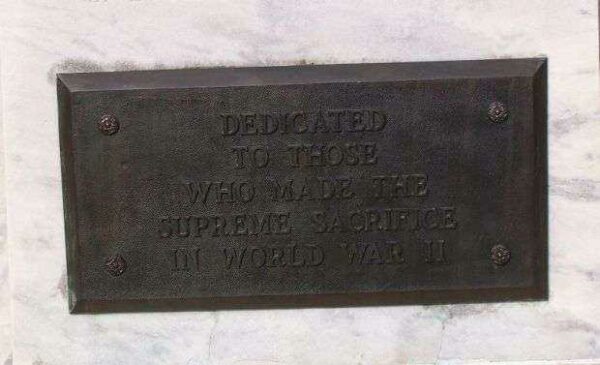 DEDICATED
TO THOSE
WHO MADE THE
SUPREME SACRIFICE
IN WORLD WAR II